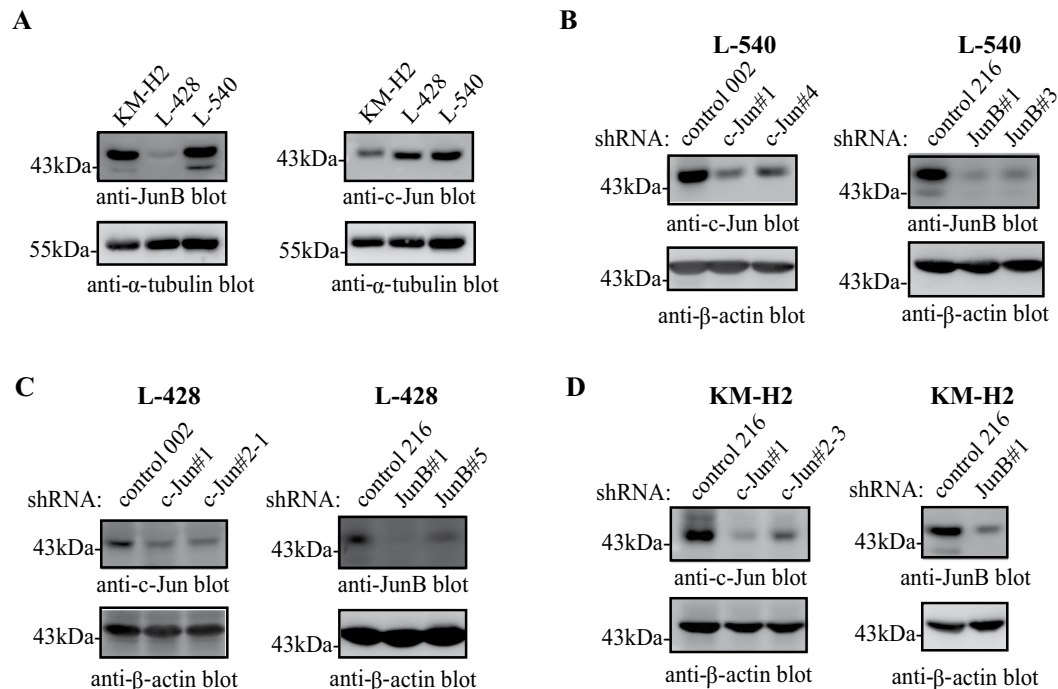 A
KM-H2
L-428
L-540
43kDa-
anti-JunB blot
55kDa-
anti-α-tubulin blot
KM-H2
L-428
L-540
43kDa-
anti-c-Jun blot
55kDa-
anti-α-tubulin blot
B
L-540
shRNA:
control 002
c-Jun#1
c-Jun#4
43kDa-
anti-c-Jun blot
43kDa-
anti-β-actin blot
L-540
shRNA:
control 216
JunB#1
JunB#3
43kDa-
anti-JunB blot
43kDa-
anti-β-actin blot
C
L-428
shRNA:
control 002
c-Jun#1
c-Jun#2-1
43kDa-
anti-c-Jun blot
43kDa-
anti-β-actin blot
L-428
shRNA:
control 216
JunB#1
JunB#5
43kDa-
anti-JunB blot
43kDa-
anti-β-actin blot
D
KM-H2
shRNA:
control 216
c-Jun#1
c-Jun#2-3
43kDa-
anti-c-Jun blot
43kDa-
anti-β-actin blot
KM-H2
shRNA:
control 216
JunB#1
43kDa-
anti-JunB blot
43kDa-
anti-β-actin blot